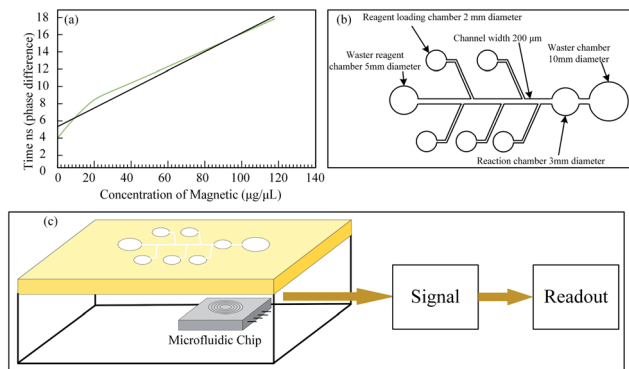 (a)
Time ns (phase difference)
18
16
14
12
10
8
6
4
2
0
0 20 40 60 80 100 120 140
Concentration of Magnetic (μg/μL)
(b)
Reagent loading chamber 2 mm diameter
Channel width 200 μm
Waster reagent
chamber 5mm diameter
Waster chamber
10mm diameter
Reaction chamber 3mm diameter
(c)
Microfluidic Chip
Signal
Readout